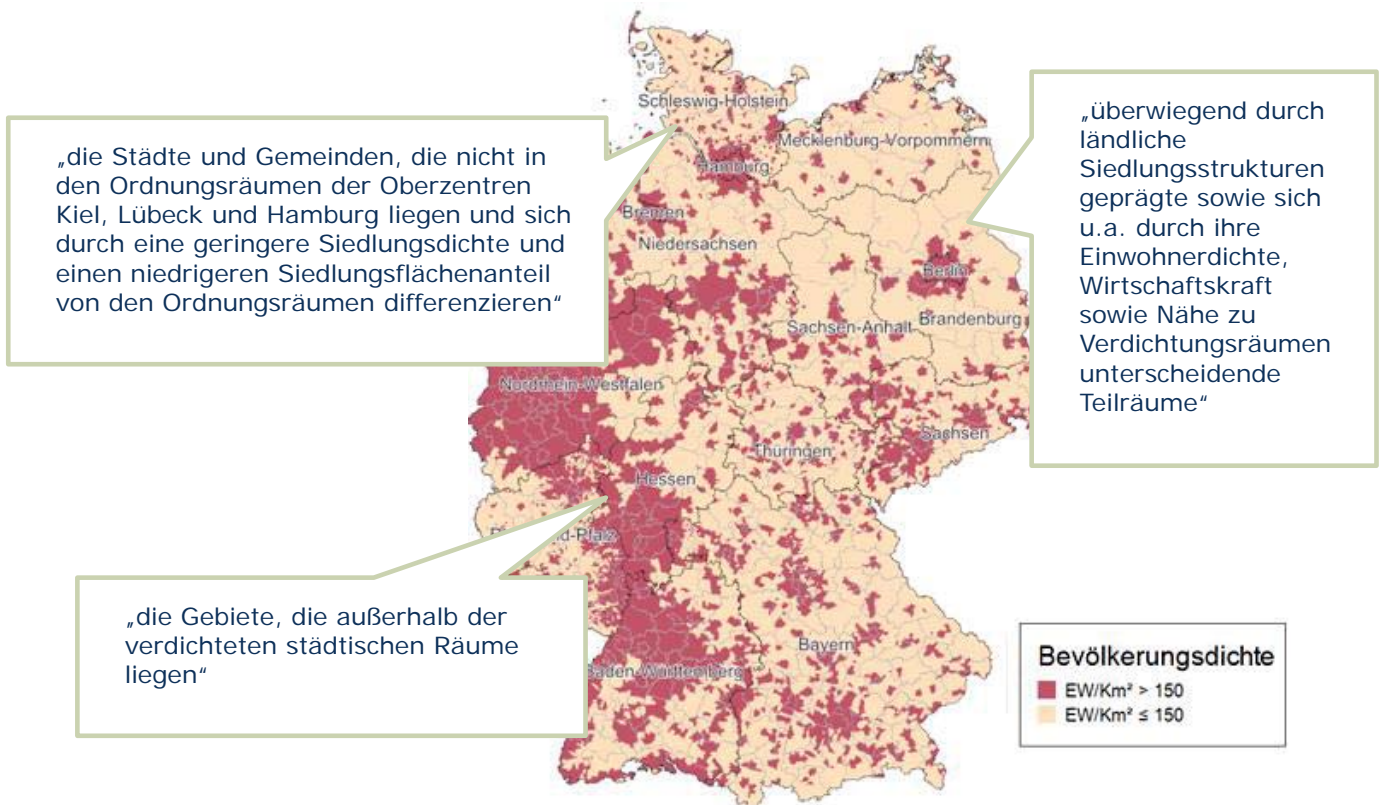 „die Städte und Gemeinden, die nicht in
den Ordnungsräumen der Oberzentren
Kiel, Lübeck und Hamburg liegen und sich
durch eine geringere Siedlungsdichte und
einen niedrigeren Siedlungsflächenanteil
von den Ordnungsräumen differenzieren“
„überwiegend durch
ländliche
Siedlungsstrukturen
geprägte sowie sich
u.a. durch ihre
Einwohnerdichte,
Wirtschaftskraft
sowie Nähe zu
Verdichtungsräumen
unterscheidende
Teilräume“
Schleswig-Holstein
Mecklenburg-Vorpommern
Hamburg
Bremen
Niedersachsen
Berlin
Sachsen-Anhalt
Brandenburg
Nordrhein-Westfalen
Sachsen
Thüringen
Hessen
d-Pfalz
Bayern
Baden-Württemberg
„die Gebiete, die außerhalb der
verdichteten städtischen Räume
liegen“
Bevölkerungsdichte
EW/Km² > 150
EW/Km² ≤ 150